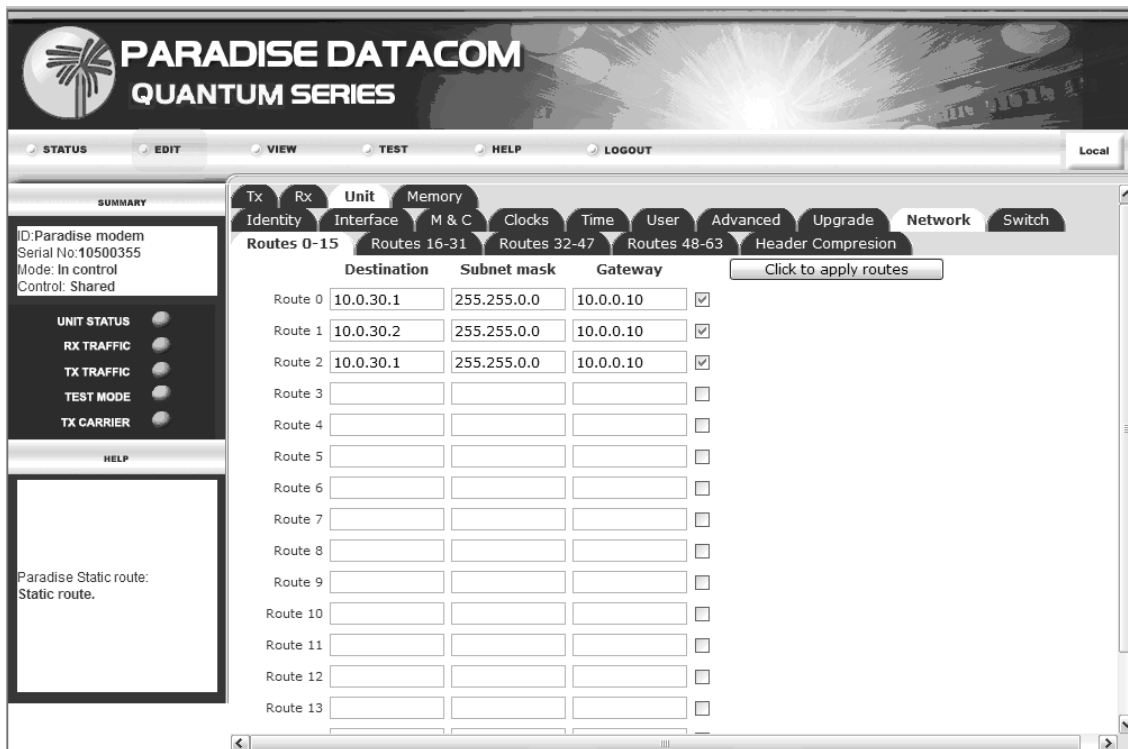 PARADISE DATACOM
QUANTUM SERIES
STATUS EDIT VIEW TEST HELP LOGOUT Local
SUMMARY
ID:Paradise modem
Serial No:10500355
Mode: In control
Control: Shared
UNIT STATUS
RX TRAFFIC
TX TRAFFIC
TEST MODE
TX CARRIER
HELP
Paradise Static route:
Static route.
Tx Rx Unit Memory
Identity Interface M & C Clocks Time User Advanced Upgrade Network Switch
Routes 0-15 Routes 16-31 Routes 32-47 Routes 48-63 Header Compresion
Destination Subnet mask Gateway Click to apply routes
Route 0 10.0.30.1 255.255.0.0 10.0.0.10
Route 1 10.0.30.2 255.255.0.0 10.0.0.10
Route 2 10.0.30.1 255.255.0.0 10.0.0.10
Route 3
Route 4
Route 5
Route 6
Route 7
Route 8
Route 9
Route 10
Route 11
Route 12
Route 13